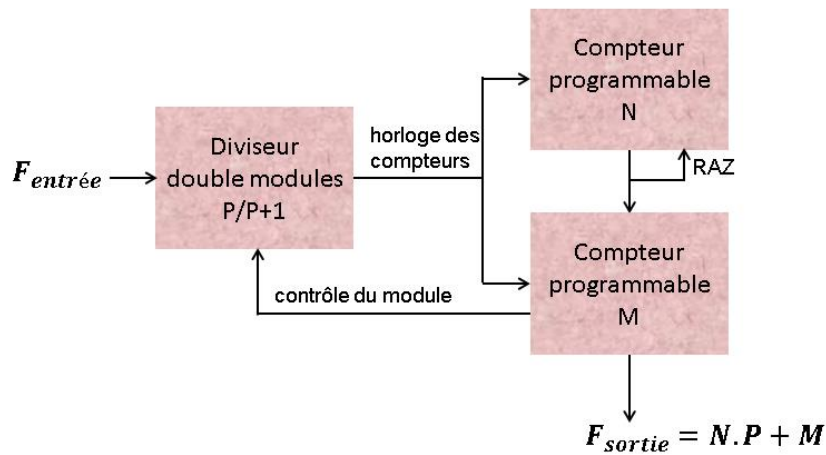 Compteur
programmable
N
Diviseur
double modules
P/P+1
horloge des
compteurs
F_entrée
RAZ
Compteur
programmable
M
contrôle du module
F_sortie = N.P + M